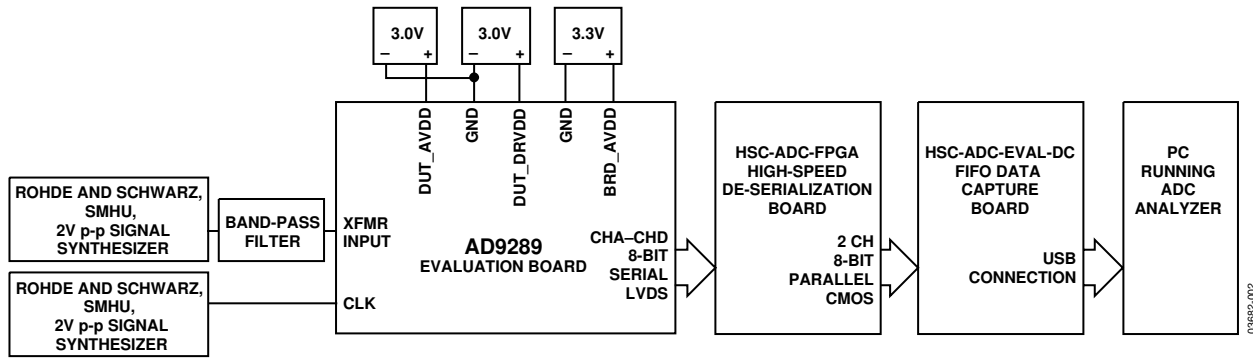 3.0V
– +
3.0V
– +
3.3V
– +
DUT_AVDD
GND
DUT_DRVDD
GND
BRD_AVDD
ROHDE AND SCHWARZ,
SMHU,
2V p-p SIGNAL
SYNTHESIZER
BAND-PASS
FILTER
XFMR
INPUT
AD9289
EVALUATION BOARD
CHA–CHD
8-BIT
SERIAL
LVDS
ROHDE AND SCHWARZ,
SMHU,
2V p-p SIGNAL
SYNTHESIZER
CLK
HSC-ADC-FPGA
HIGH-SPEED
DE-SERIALIZATION
BOARD
2 CH
8-BIT
PARALLEL
CMOS
HSC-ADC-EVAL-DC
FIFO DATA
CAPTURE
BOARD
USB
CONNECTION
PC
RUNNING
ADC
ANALYZER
03682-002